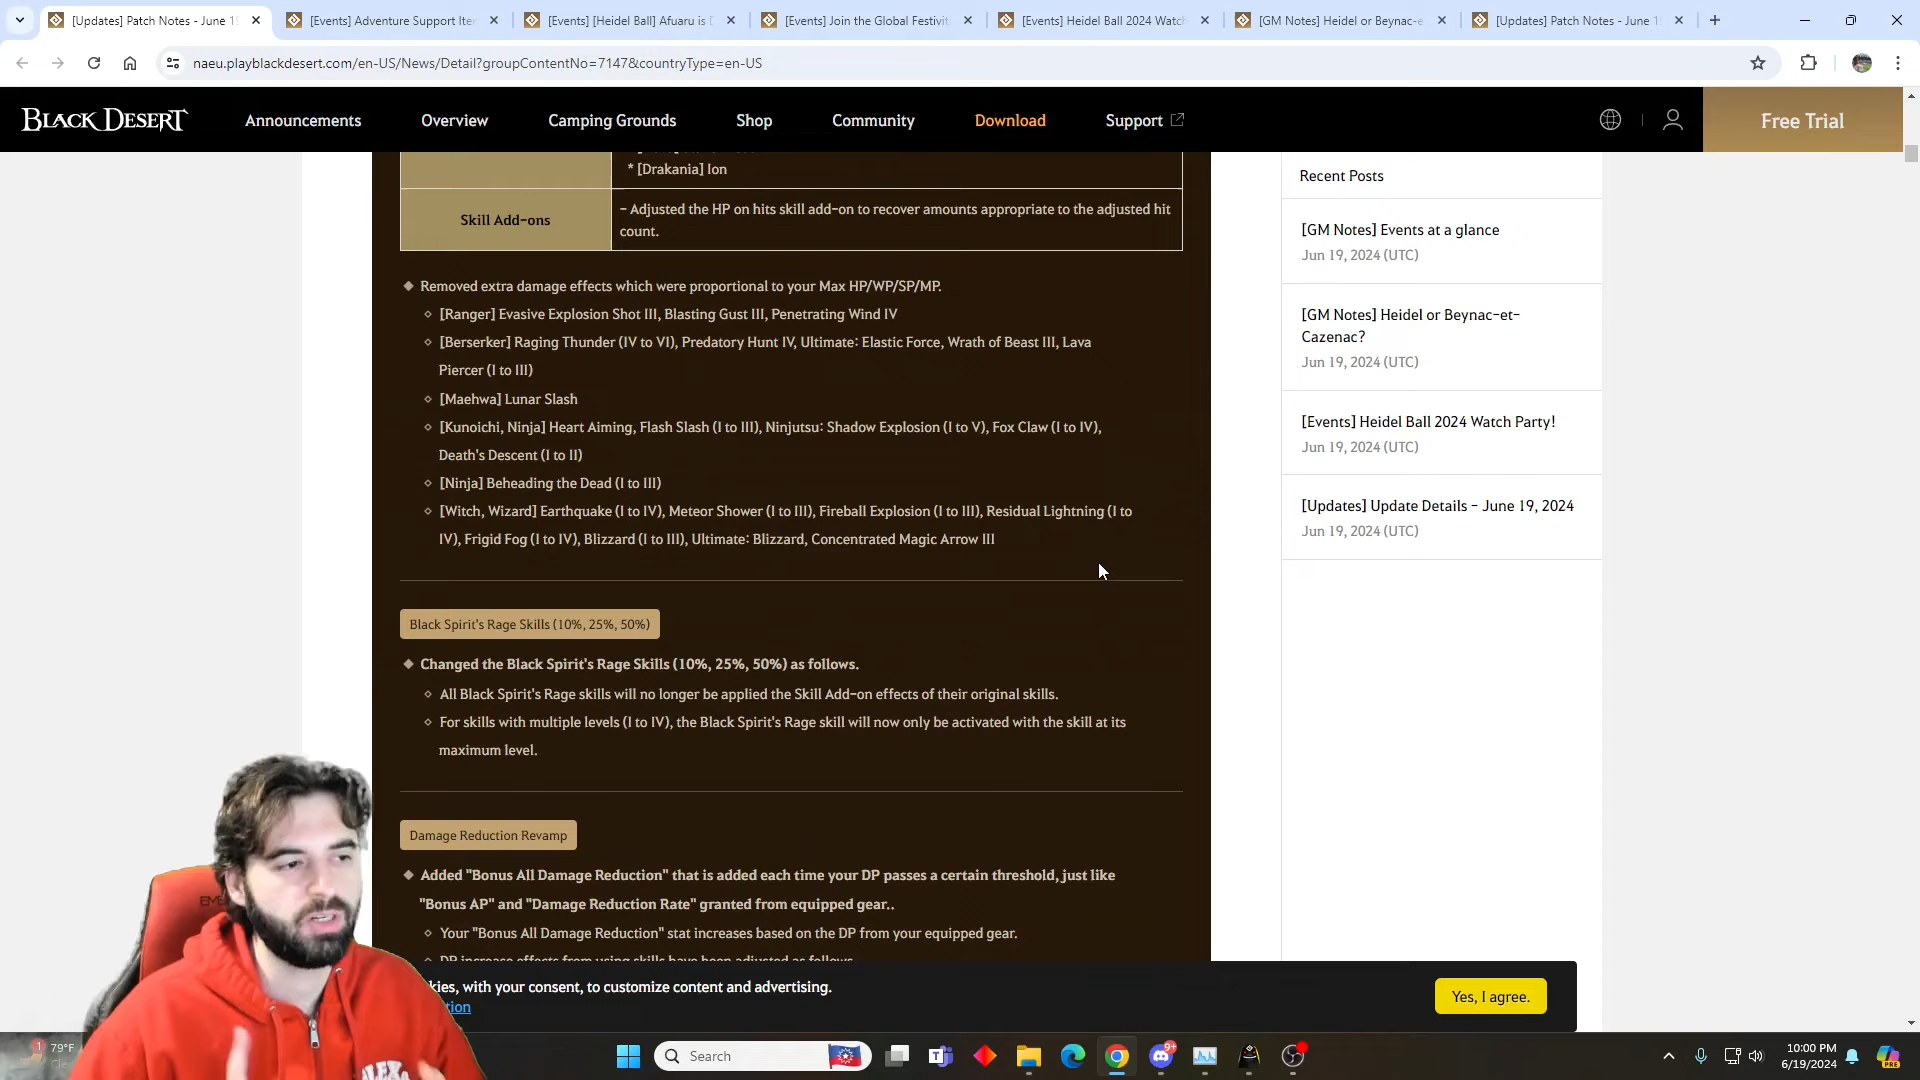 [Updates] Patch Notes - June 1
[Events] Adventure Support Iter
[Events] [Heidel Ball] Afuaru is D
[Events] Join the Global Festivit
[Events] Heidel Ball 2024 Watch
[GM Notes] Heidel or Beynac-e
[Updates] Patch Notes - June 1
naeu.playblackdesert.com/en-US/News/Detail?groupContentNo=7147&countryType=en-US
BLACK DESERT
Announcements
Overview
Camping Grounds
Shop
Community
Download
Support
Free Trial
* [Drakania] Ion
Skill Add-ons
- Adjusted the HP on hits skill add-on to recover amounts appropriate to the adjusted hit
count.
Removed extra damage effects which were proportional to your Max HP/WP/SP/MP.
[Ranger] Evasive Explosion Shot III, Blasting Gust III, Penetrating Wind IV
[Berserker] Raging Thunder (IV to VI), Predatory Hunt IV, Ultimate: Elastic Force, Wrath of Beast III, Lava
Piercer (I to III)
[Maehwa] Lunar Slash
[Kunoichi, Ninja] Heart Aiming, Flash Slash (I to III), Ninjutsu: Shadow Explosion (I to V), Fox Claw (I to IV),
Death's Descent (I to II)
[Ninja] Beheading the Dead (I to III)
[Witch, Wizard] Earthquake (I to IV), Meteor Shower (I to III), Fireball Explosion (I to III), Residual Lightning (I to
IV), Frigid Fog (I to IV), Blizzard (I to III), Ultimate: Blizzard, Concentrated Magic Arrow III
Black Spirit's Rage Skills (10%, 25%, 50%)
Changed the Black Spirit's Rage Skills (10%, 25%, 50%) as follows.
All Black Spirit's Rage skills will no longer be applied the Skill Add-on effects of their original skills.
For skills with multiple levels (I to IV), the Black Spirit's Rage skill will now only be activated with the skill at its
maximum level.
Damage Reduction Revamp
Added "Bonus All Damage Reduction" that is added each time your DP passes a certain threshold, just like
"Bonus AP" and "Damage Reduction Rate" granted from equipped gear..
Your "Bonus All Damage Reduction" stat increases based on the DP from your equipped gear.
DP increase effects from using skills have been adjusted as follows
Recent Posts
[GM Notes] Events at a glance
Jun 19, 2024 (UTC)
[GM Notes] Heidel or Beynac-et-
Cazenac?
Jun 19, 2024 (UTC)
[Events] Heidel Ball 2024 Watch Party!
Jun 19, 2024 (UTC)
[Updates] Update Details - June 19, 2024
Jun 19, 2024 (UTC)
kies, with your consent, to customize content and advertising.
tion
Yes, I agree.
1
79°F
Search
9+
10:00 PM
6/19/2024
PRE